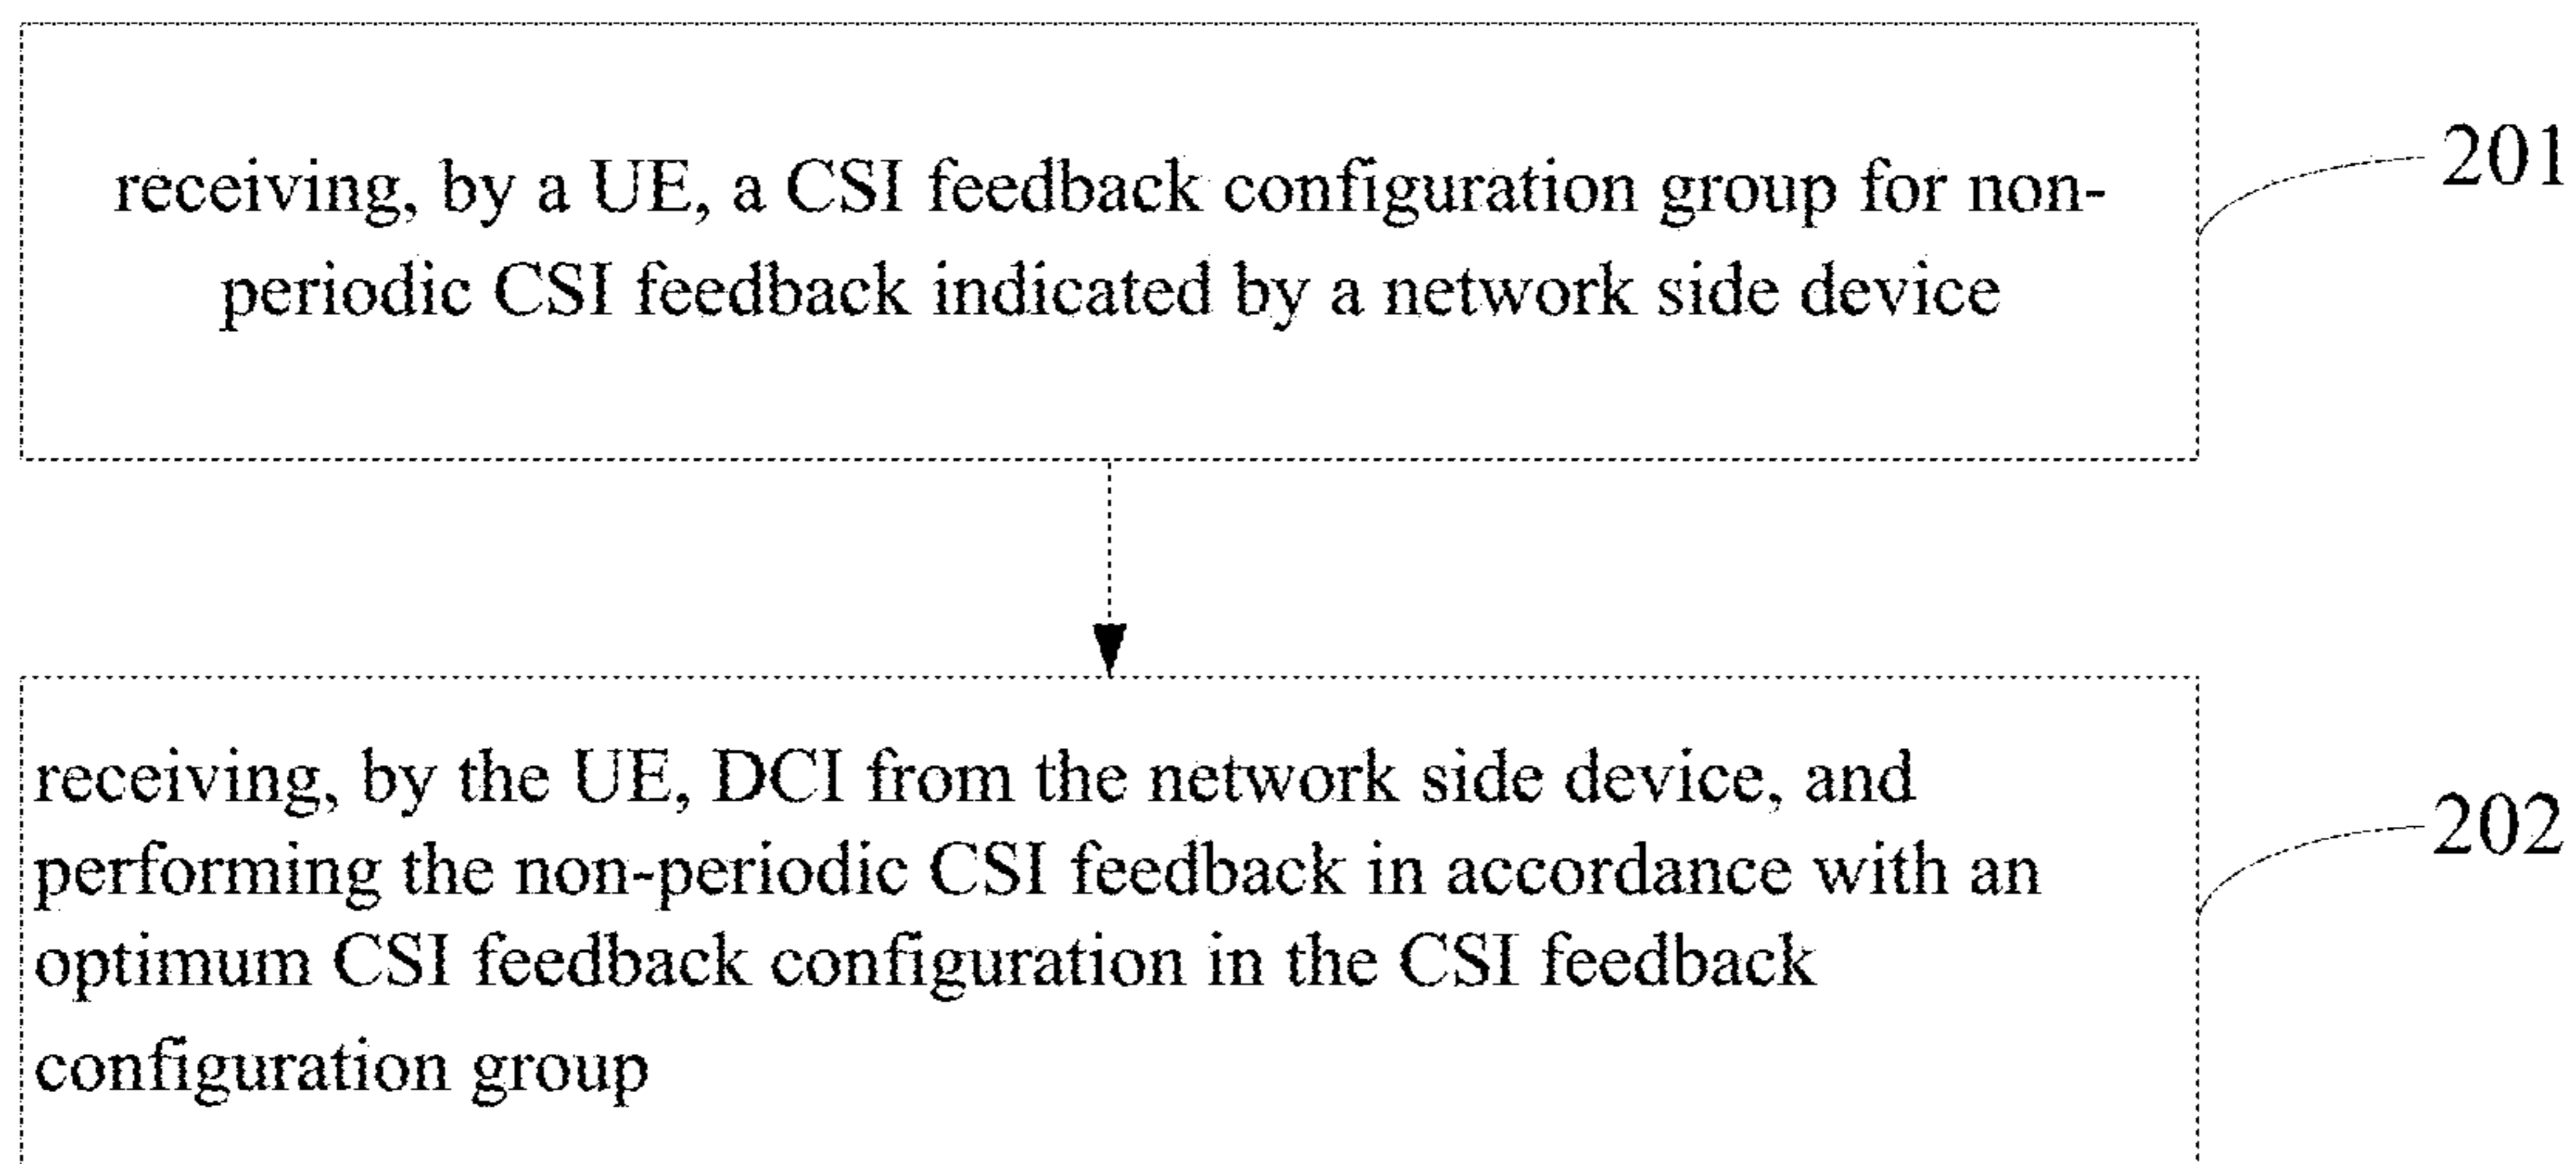 receiving, by a UE, a CSI feedback configuration group for non-
periodic CSI feedback indicated by a network side device
201
receiving, by the UE, DCI from the network side device, and
performing the non-periodic CSI feedback in accordance with an
optimum CSI feedback configuration in the CSI feedback
configuration group
202